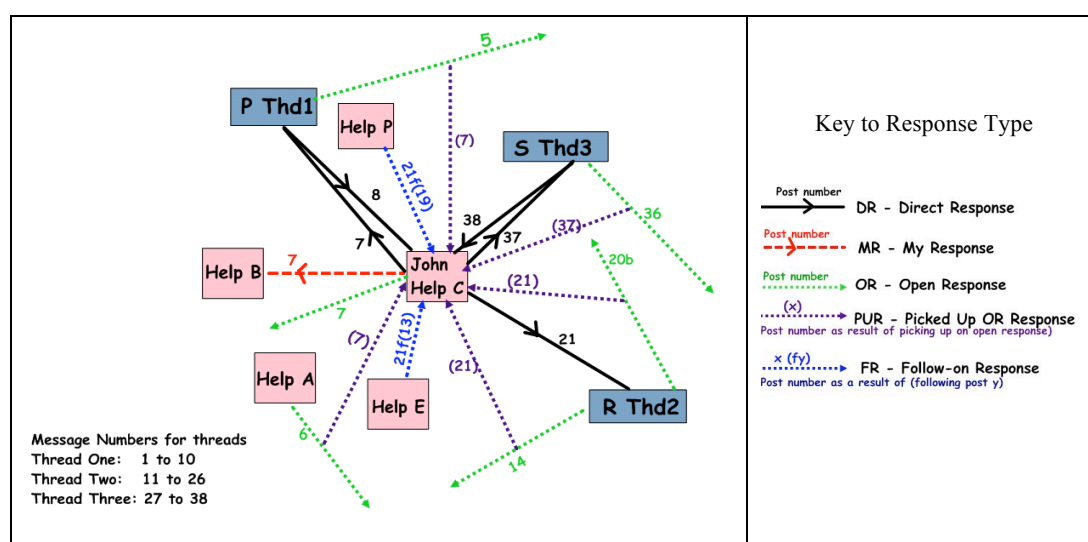 5
P Thd1
Help P
(7)
S Thd3
21f(19)
8
38
36
7
37
(37)
John
Help C
20b
Help B
7
(21)
7
(7)
21f(13)
(21)
21
Help A
Help E
R Thd2
6
14
Message Numbers for threads
Thread One: 1 to 10
Thread Two: 11 to 26
Thread Three: 27 to 38
Key to Response Type
Post number
DR - Direct Response
Post number
MR - My Response
Post number
OR - Open Response
(x)
PUR - Picked Up OR Response
Post number as result of picking up on open response)
x (fy)
FR - Follow-on Response
Post number as a result of (following post y)